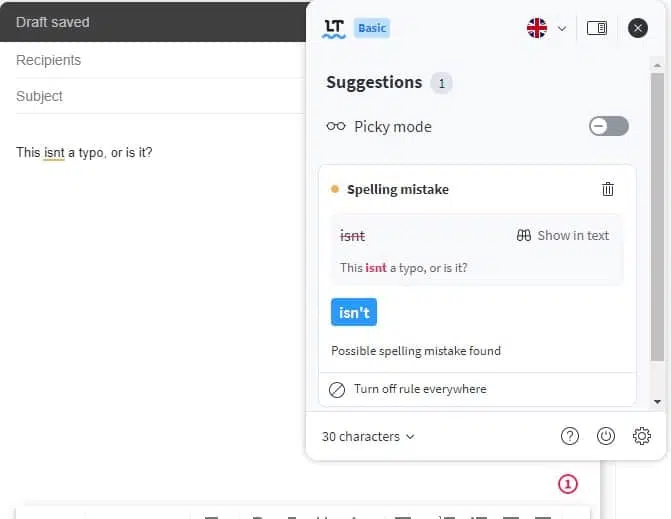 Draft saved
Recipients
Subject
This isnt a typo, or is it?
LT Basic
Suggestions 1
Picky mode
Spelling mistake
isnt Show in text
This isnt a typo, or is it?
isn't
Possible spelling mistake found
Turn off rule everywhere
30 characters
?
1